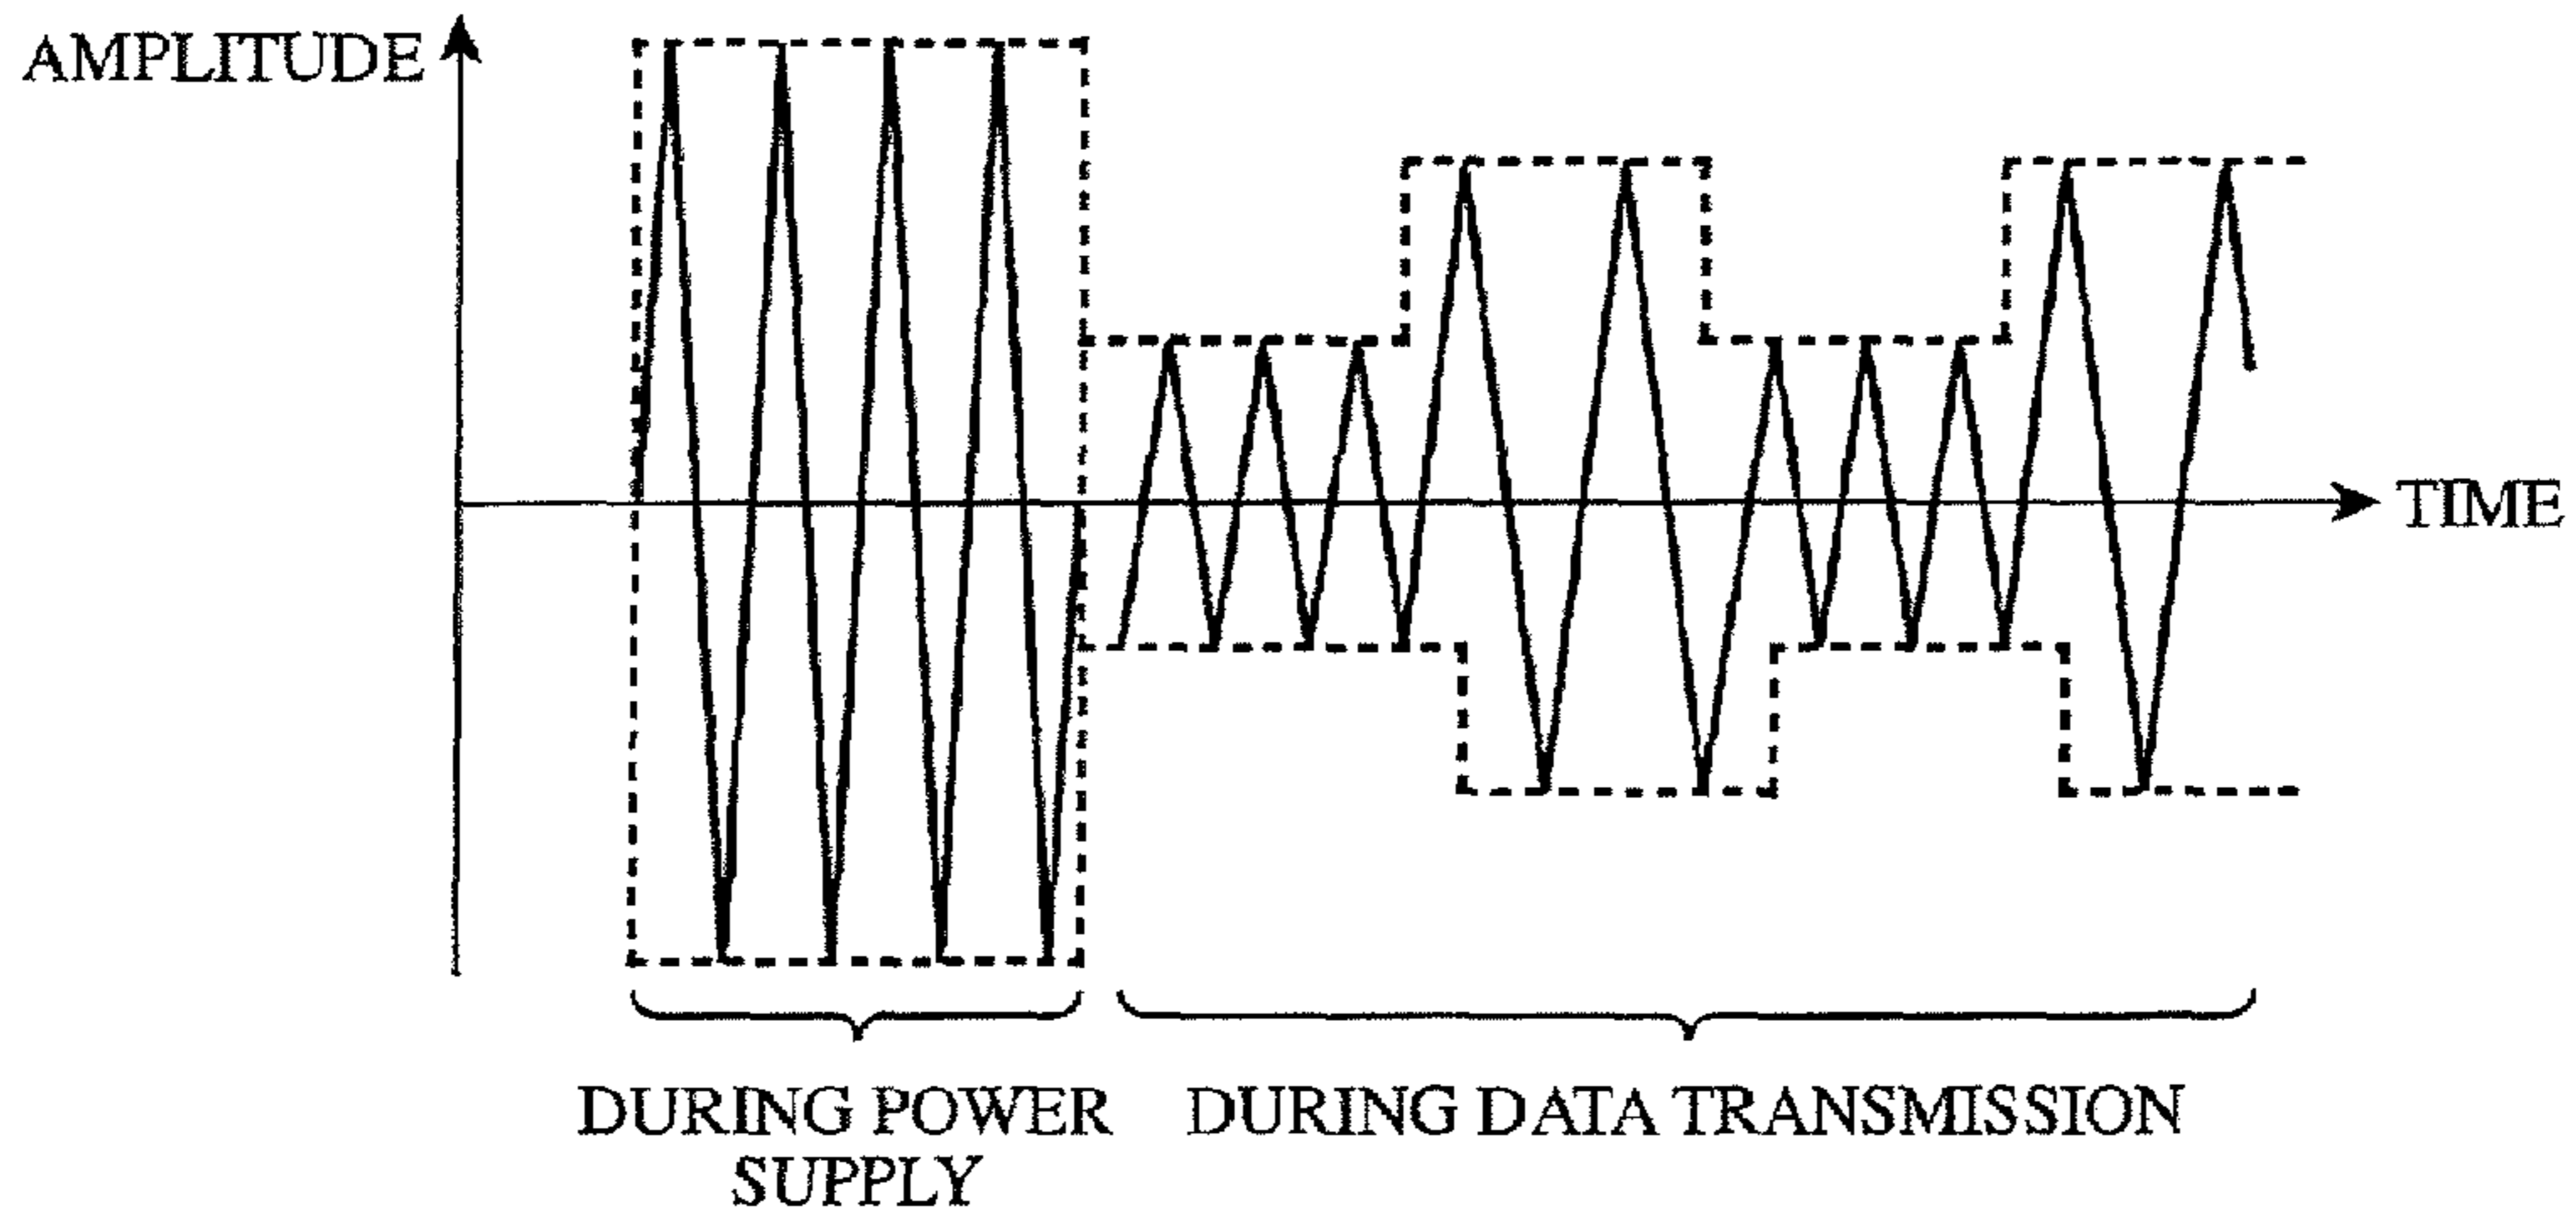 AMPLITUDE
TIME
DURING POWER
SUPPLY
DURING DATA TRANSMISSION